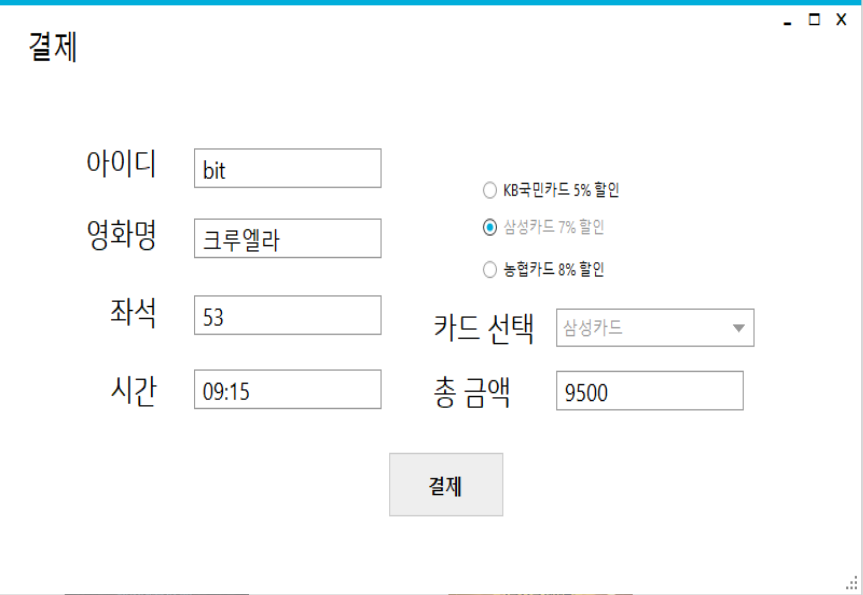 결제
아이디
bit
영화명
크루엘라
좌석
53
시간
09:15
KB국민카드 5% 할인
삼성카드 7% 할인
농협카드 8% 할인
카드 선택
삼성카드
총 금액
9500
결제